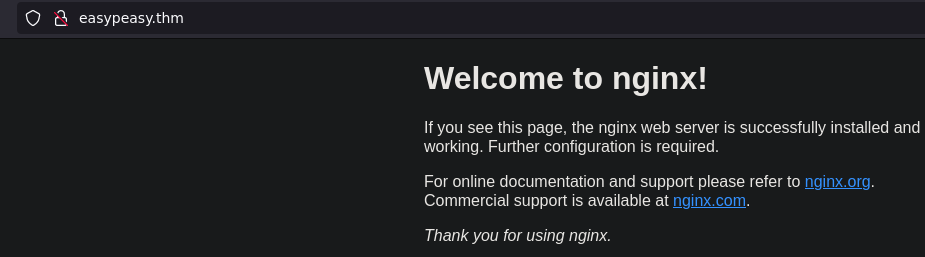 easypeasy.thm
Welcome to nginx!
If you see this page, the nginx web server is successfully installed and
working. Further configuration is required.
For online documentation and support please refer to nginx.org.
Commercial support is available at nginx.com.
Thank you for using nginx.